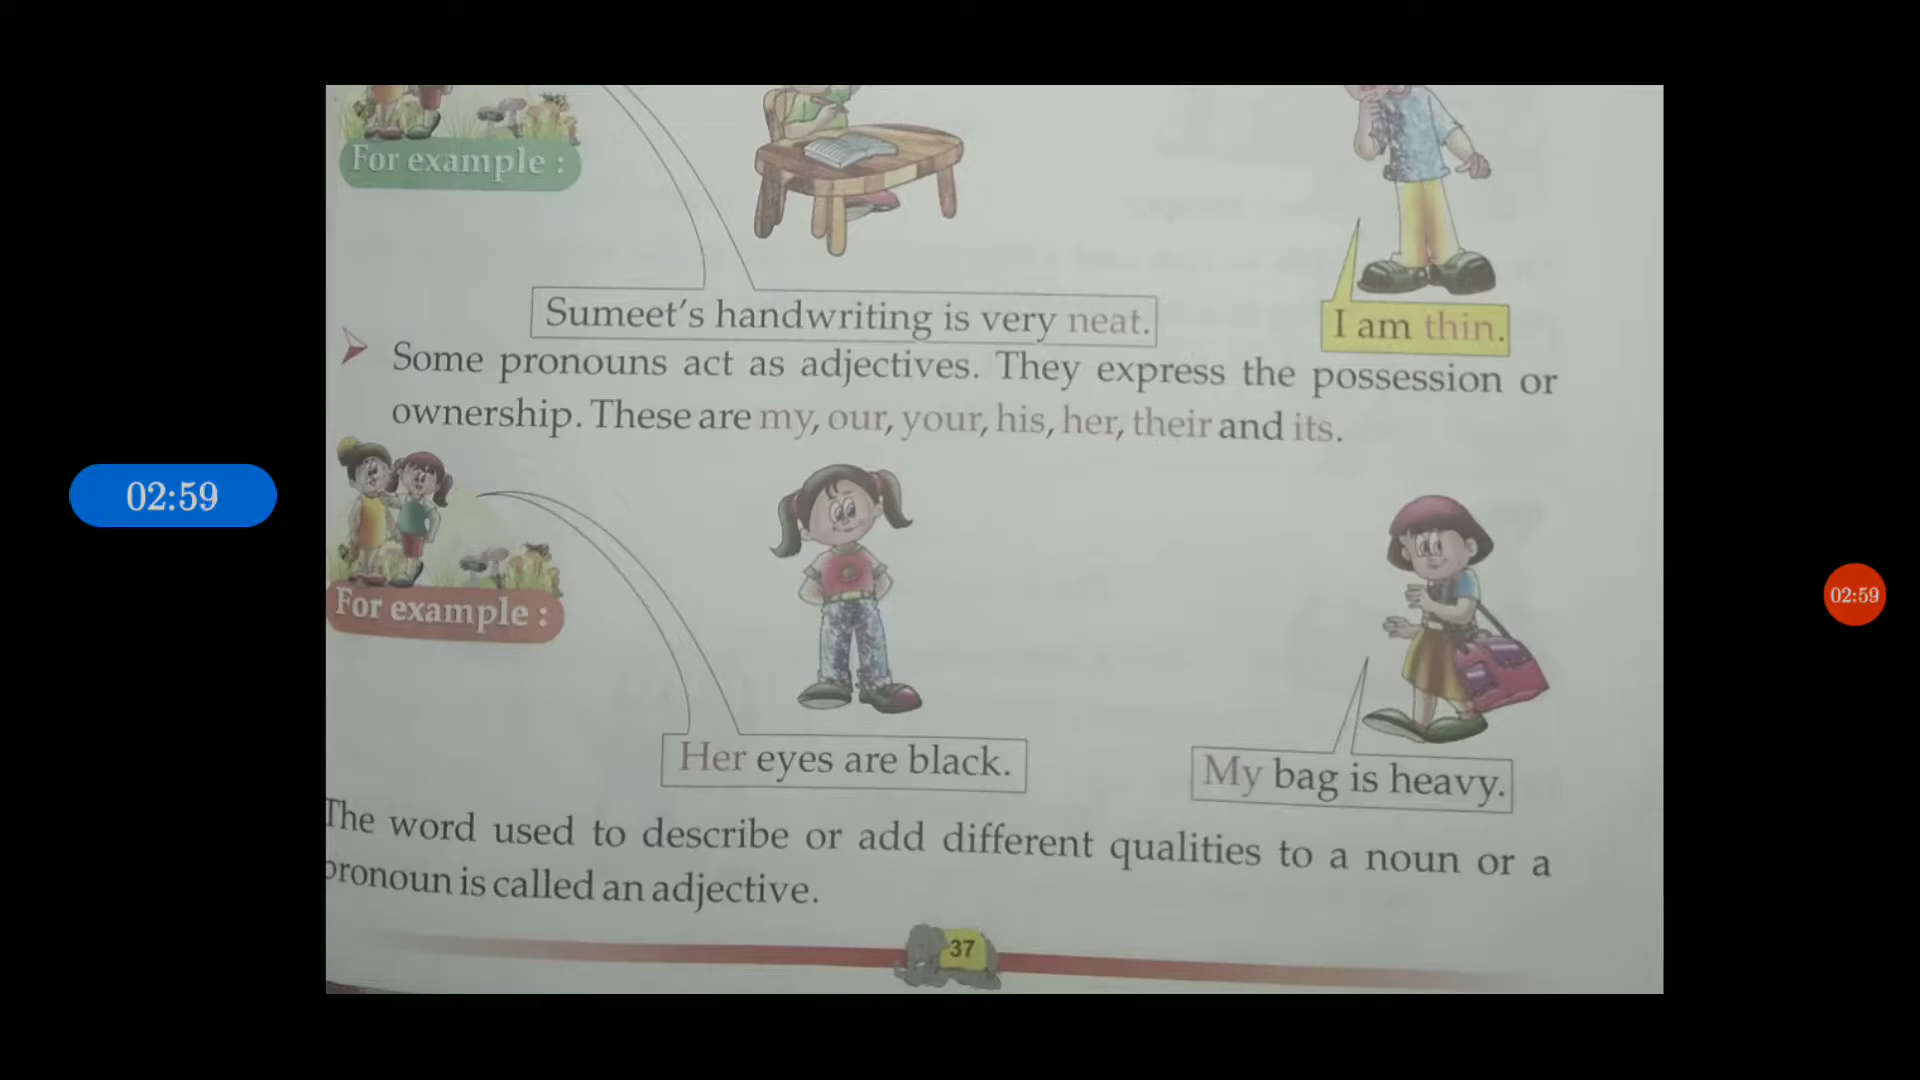 For example :
Sumeet's handwriting is very neat.
I am thin.
Some pronouns act as adjectives. They express the possession or
ownership. These are my, our, your, his, her, their and its.
02:59
02:59
For example :
Her eyes are black.
My bag is heavy.
The word used to describe or add different qualities to a noun or a
pronoun is called an adjective.
37